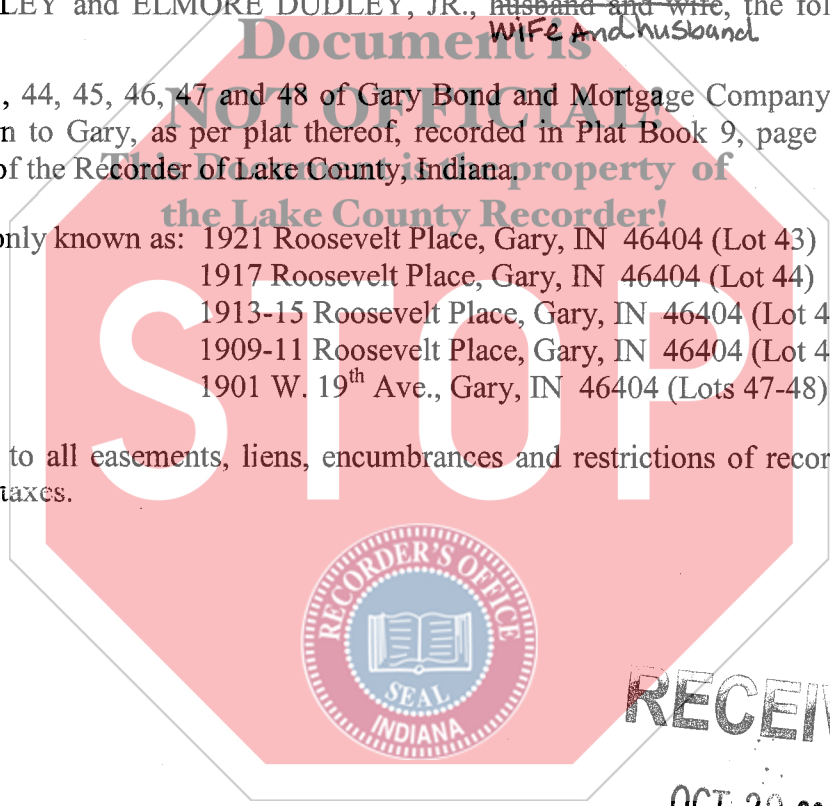 LEY and ELMORE DUDLEY, JR., husband and wife, the fol
WiFe And husband
Document is
NOT OFFICIAL!
This Document is the property of
the Lake County Recorder!
, 44, 45, 46, 47 and 48 of Gary Bond and Mortgage Company
n to Gary, as per plat thereof, recorded in Plat Book 9, page
of the Recorder of Lake County, Indiana.
only known as: 1921 Roosevelt Place, Gary, IN 46404 (Lot 43)
1917 Roosevelt Place, Gary, IN 46404 (Lot 44)
1913-15 Roosevelt Place, Gary, IN 46404 (Lot 4
1909-11 Roosevelt Place, Gary, IN 46404 (Lot 4
1901 W. 19th Ave., Gary, IN 46404 (Lots 47-48)
STOP
to all easements, liens, encumbrances and restrictions of recor
taxes.
RECORDER'S OFFICE
SEAL
INDIANA
RECEIV
OCT 29